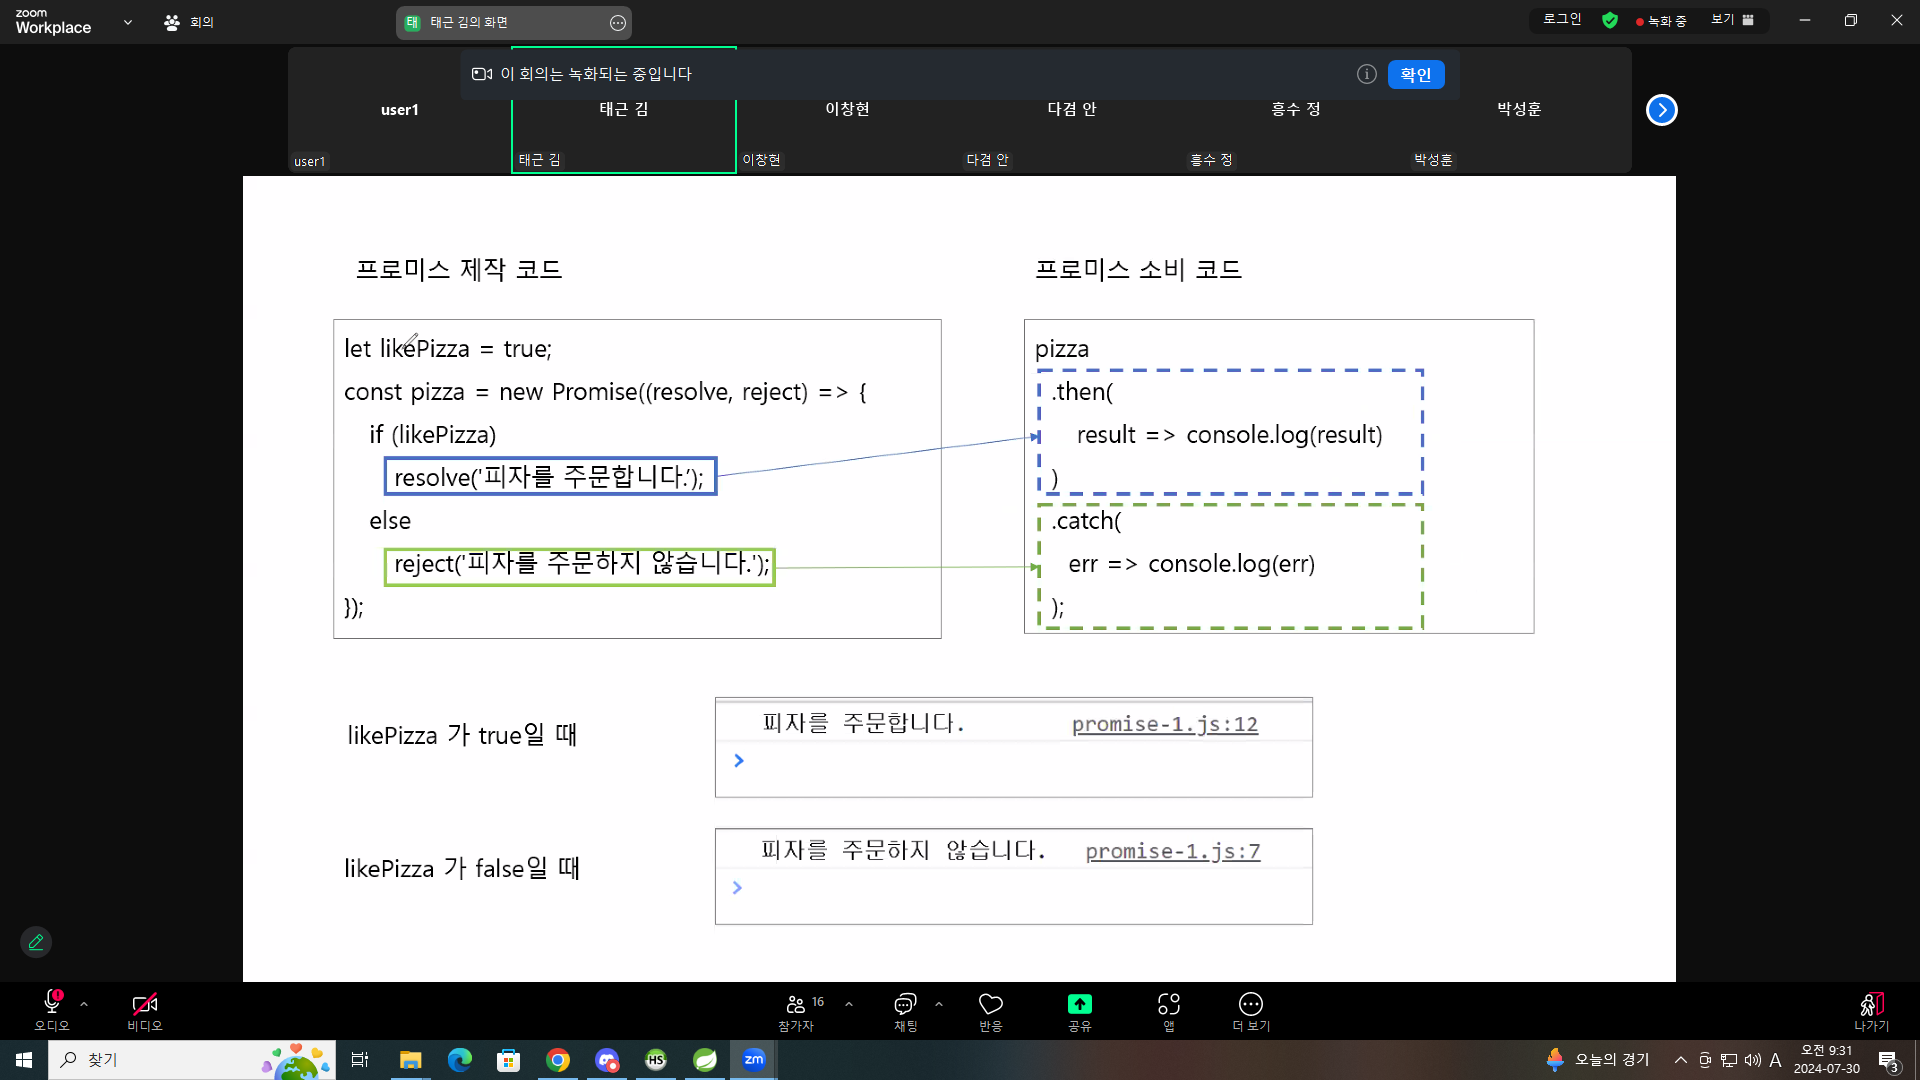 zoom
Workplace
회의
태 태근 김의 화면
로그인
녹화 중
보기
이 회의는 녹화되는 중입니다
확인
user1
태근 김
이창현
다겸 안
흥수 정
박성훈
user1
태근 김
이창현
다겸 안
흥수 정
박성훈
프로미스 제작 코드
let likePizza = true;
const pizza = new Promise((resolve, reject) => {
if (likePizza)
resolve('피자를 주문합니다.’);
else
reject('피자를 주문하지 않습니다.');
});
프로미스 소비 코드
pizza
.then(
result => console.log(result)
)
.catch(
err => console.log(err)
);
likePizza 가 true일 때
피자를 주문합니다. promise-1.js:12
likePizza 가 false일 때
피자를 주문하지 않습니다. promise-1.js:7
오디오
비디오
16
참가자
채팅
반응
공유
앱
더 보기
나가기
찾기
HS
zm
오늘의 경기
A
오전 9:31
2024-07-30
3